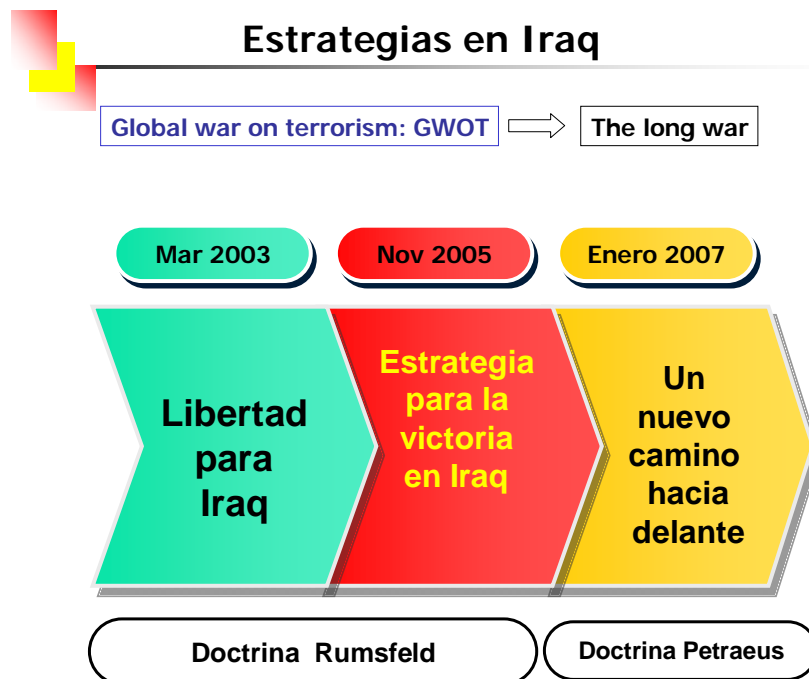 Estrategias en Iraq
Global war on terrorism: GWOT
The long war
Mar 2003
Nov 2005
Enero 2007
Libertad
para
Iraq
Estrategia
para la
victoria
en Iraq
Un
nuevo
camino
hacia
delante
Doctrina Rumsfeld
Doctrina Petraeus